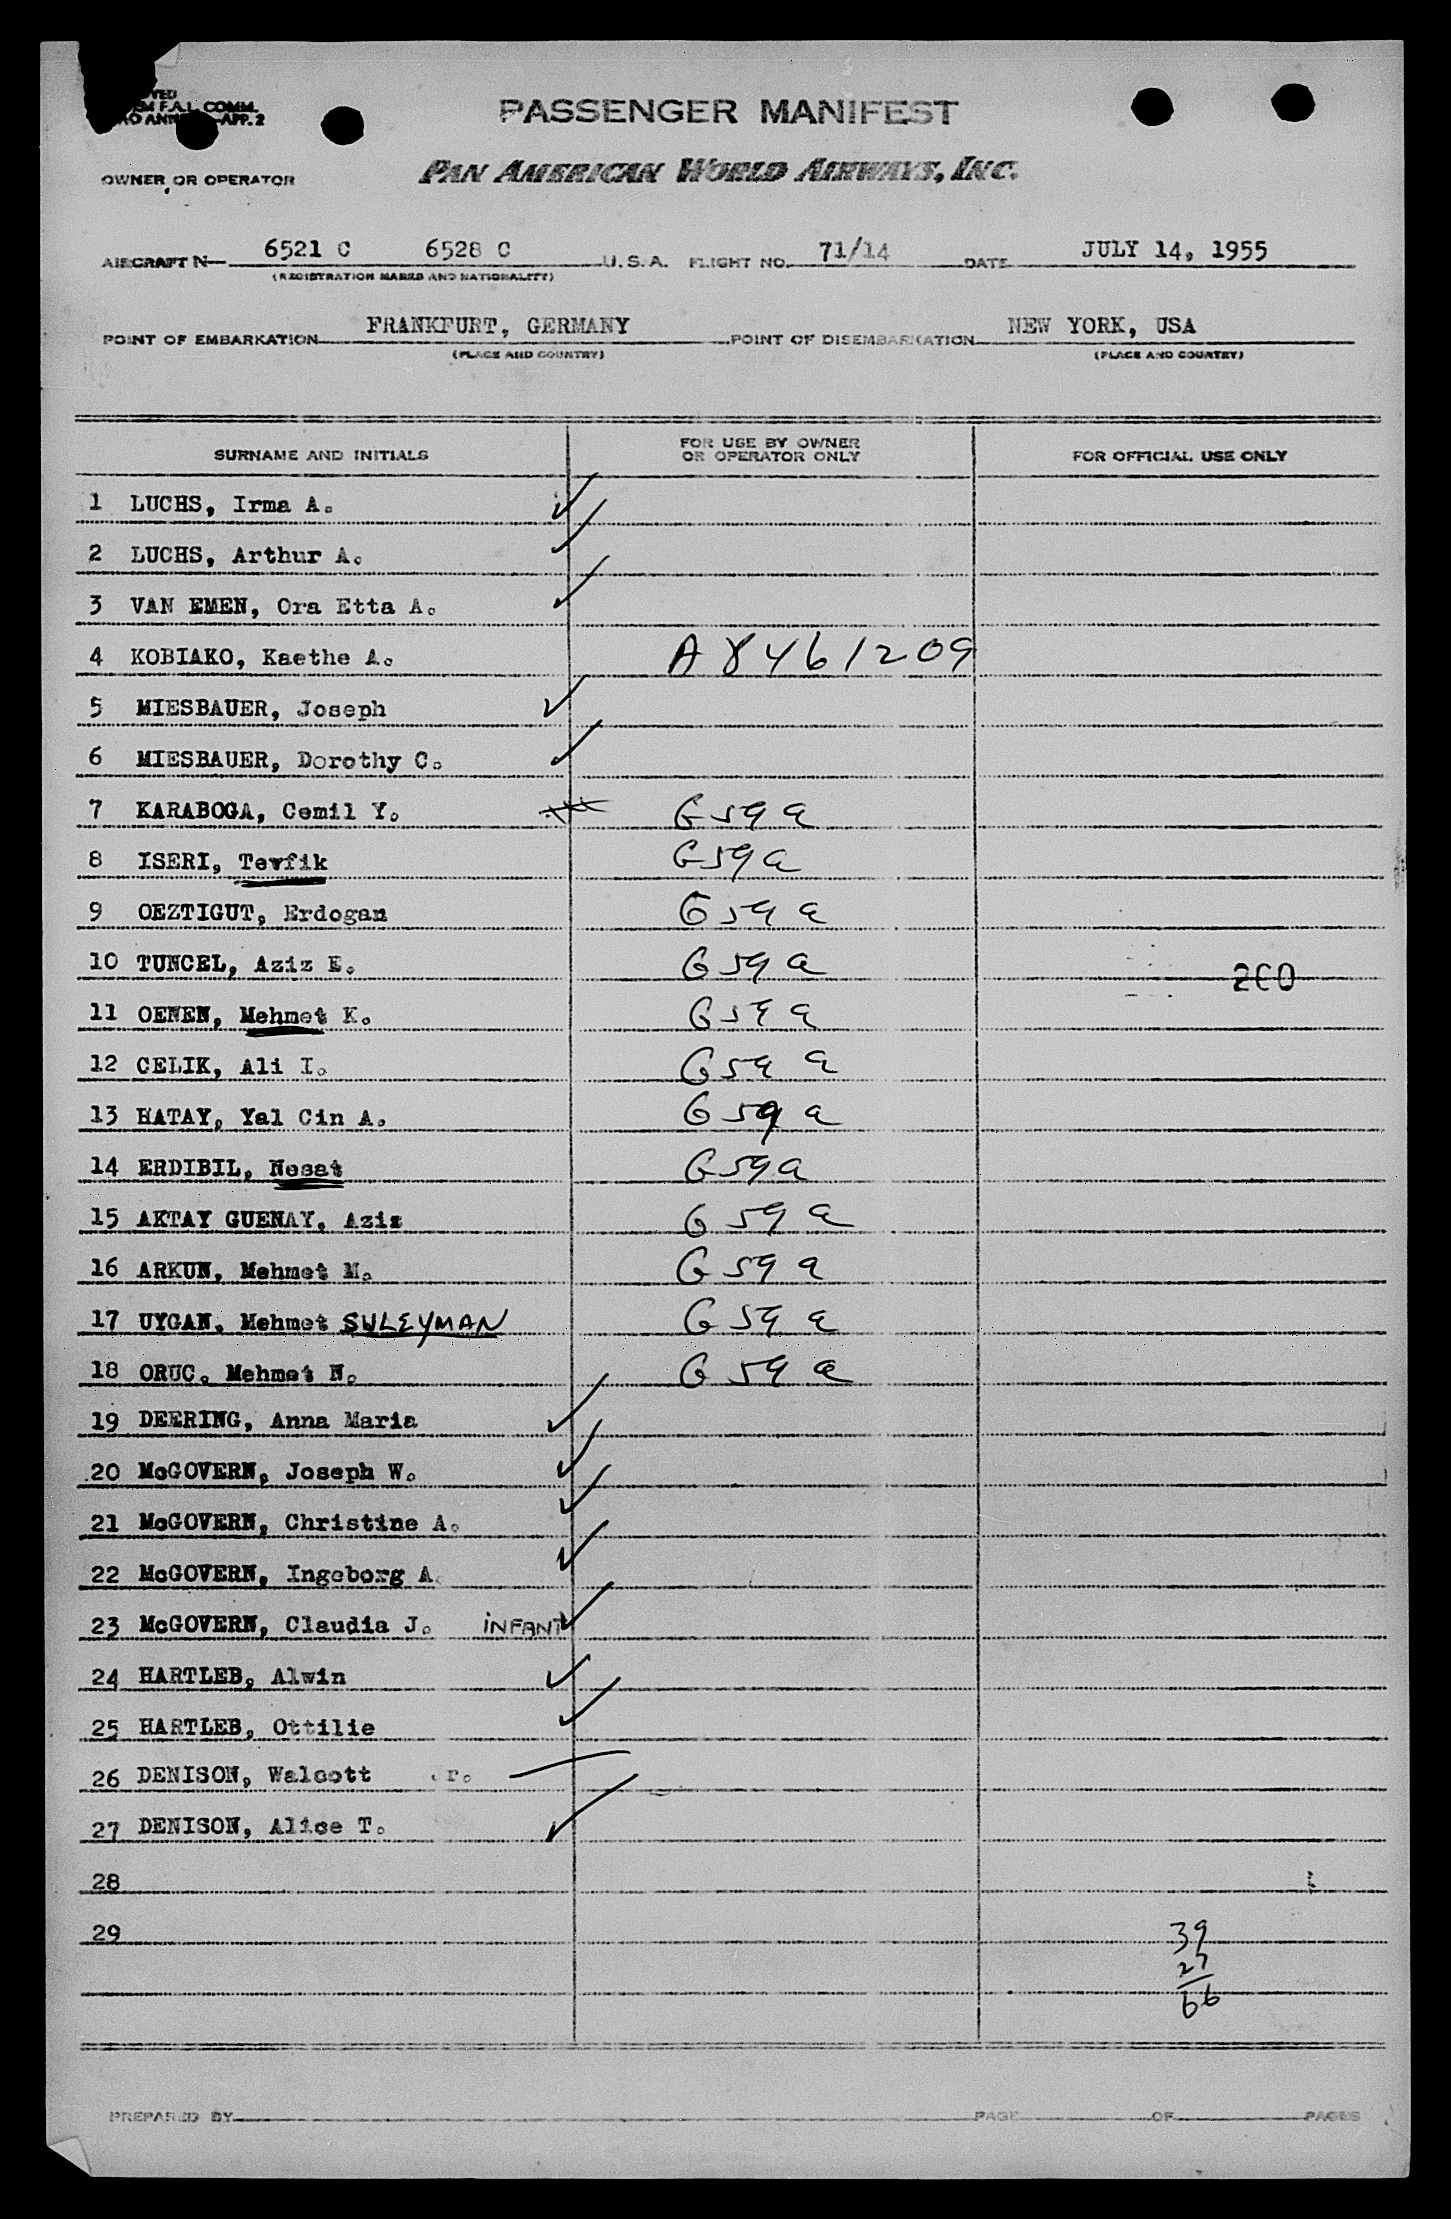 F.A.L. COMM.
APP. 2
PASSENGER MANIFEST
OWNER OR OPERATOR
PAN AMERICAN WORLD AIRWAYS, INC.
AIRCRAFT N— 6521 C 6528 C U.S.A. FLIGHT NO. 71/14 DATE JULY 14, 1955
(REGISTRATION MARKS AND NATIONALITY)
POINT OF EMBARKATION FRANKFURT, GERMANY POINT OF DISEMBARKATION NEW YORK, USA
(PLACE AND COUNTRY) (PLACE AND COUNTRY)
SURNAME AND INITIALS FOR USE BY OWNER OR OPERATOR ONLY FOR OFFICIAL USE ONLY
1 LUCHS, Irma A.
2 LUCHS, Arthur A.
3 VAN EMEN, Ora Etta A.
4 KOBIAKO, Kaethe A. A8461209
5 MIESBAUER, Joseph
6 MIESBAUER, Dorothy C.
7 KARABOGA, Cemil Y. G59a
8 ISERI, Tevfik G59a
9 OEZTIGUT, Erdogan G59a
10 TUNCEL, Aziz E. G59a
11 OENEN, Mehmet K. G59a
12 CELIK, Ali I. G59a
13 HATAY, Yal Cin A. G59a
14 ERDIBIL, Nesat G59a
15 AKTAY GUENAY, Aziz G59a
16 ARKUN, Mehmet M. G59a
17 UYGAN, Mehmet SULEYMAN G59a
18 ORUC, Mehmet N. G59a
19 DEERING, Anna Maria
20 McGOVERN, Joseph W.
21 McGOVERN, Christine A.
22 McGOVERN, Ingeborg A.
23 McGOVERN, Claudia J. INFANT
24 HARTLEB, Alwin
25 HARTLEB, Ottilie
26 DENISON, Walcott Jr.
27 DENISON, Alice T.
28
29
39
27
66
PREPARED BY PAGE OF PAGES